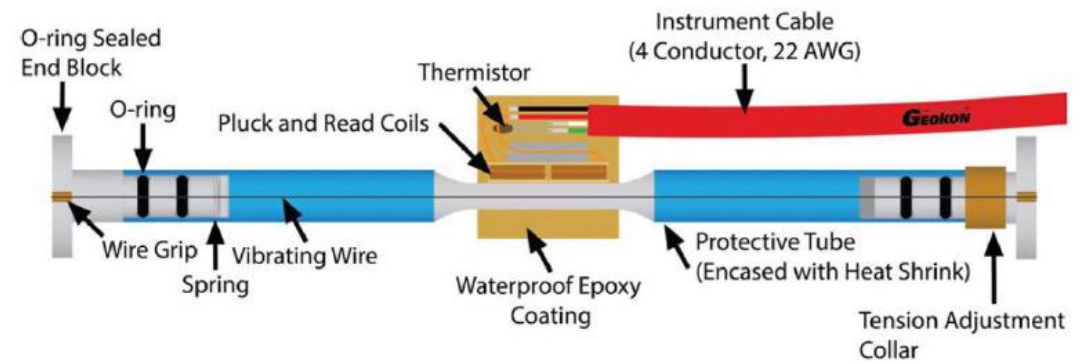 O-ring Sealed
End Block
O-ring
Pluck and Read Coils
Thermistor
Instrument Cable
(4 Conductor, 22 AWG)
GEOKON
Wire Grip
Spring
Vibrating Wire
Waterproof Epoxy
Coating
Protective Tube
(Encased with Heat Shrink)
Tension Adjustment
Collar